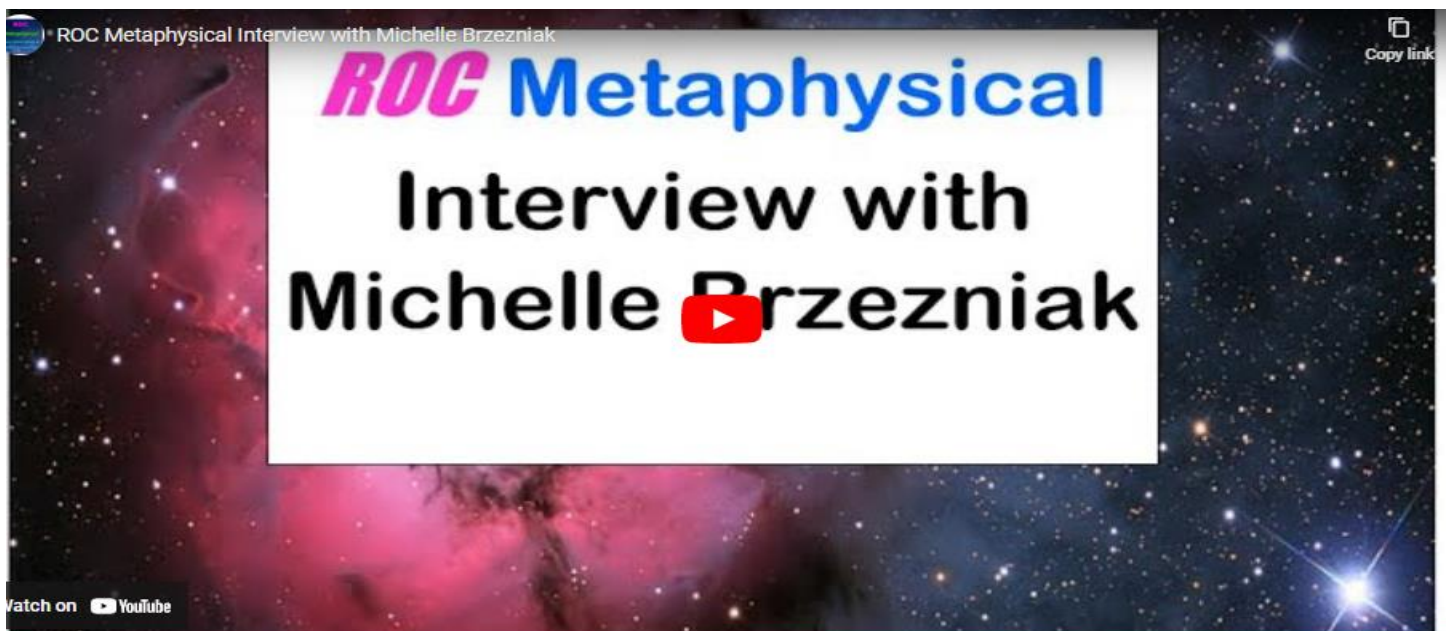 ROC Metaphysical Interview with Michelle Brzezniak
Copy link
ROC Metaphysical
Interview with
Michelle Brzezniak
Watch on YouTube